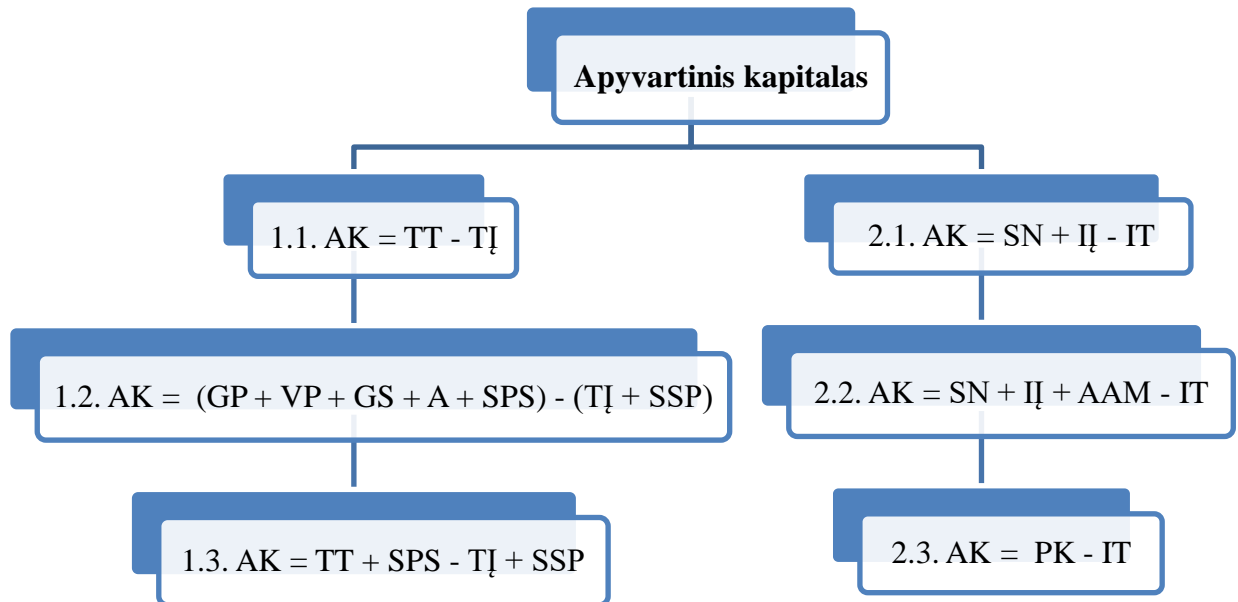 Apyvartinis kapitalas
1.1. AK = TT - TĮ
2.1. AK = SN + IĮ - IT
1.2. AK = (GP + VP + GS + A + SPS) - (TĮ + SSP)
2.2. AK = SN + IĮ + AAM - IT
1.3. AK = TT + SPS - TĮ + SSP
2.3. AK = PK - IT